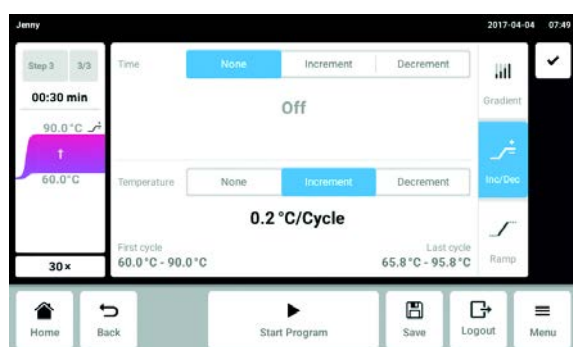 Jenny 2017-04-04 07:49
Step 3 3/3
00:30 min
90.0°C
60.0°C
30×
Time None Increment Decrement
Off
Temperature None Increment Decrement
0.2 °C/Cycle
First cycle Last cycle
60.0°C - 90.0°C 65.8°C - 95.8°C
Gradient
Inc/Dec
Ramp
Home Back Start Program Save Logout Menu